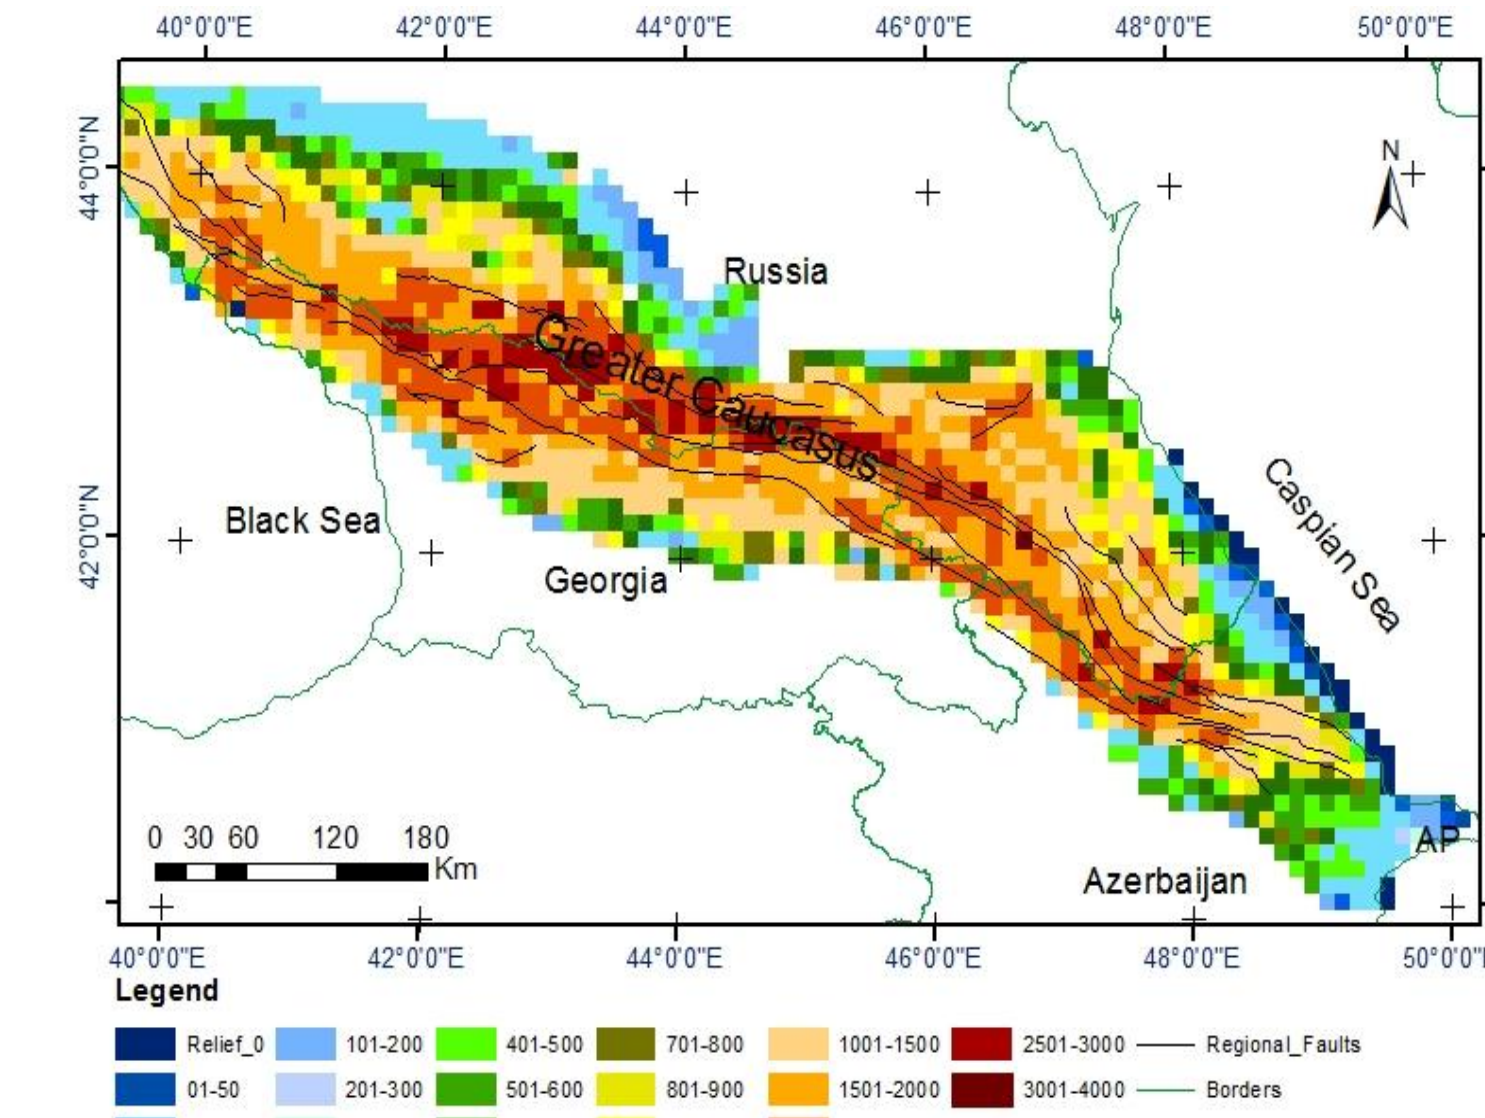 40°0'0"E 42°0'0"E 44°0'0"E 46°0'0"E 48°0'0"E 50°0'0"E
44°0'0"N
N
Russia
Greater Caucasus
Caspian Sea
42°0'0"N
Black Sea
Georgia
0 30 60 120 180
Km
AP
Azerbaijan
40°0'0"E 42°0'0"E 44°0'0"E 46°0'0"E 48°0'0"E 50°0'0"
Legend
Relief_0 101-200 401-500 701-800 1001-1500 2501-3000 Regional_Faults
01-50 201-300 501-600 801-900 1501-2000 3001-4000 Borders